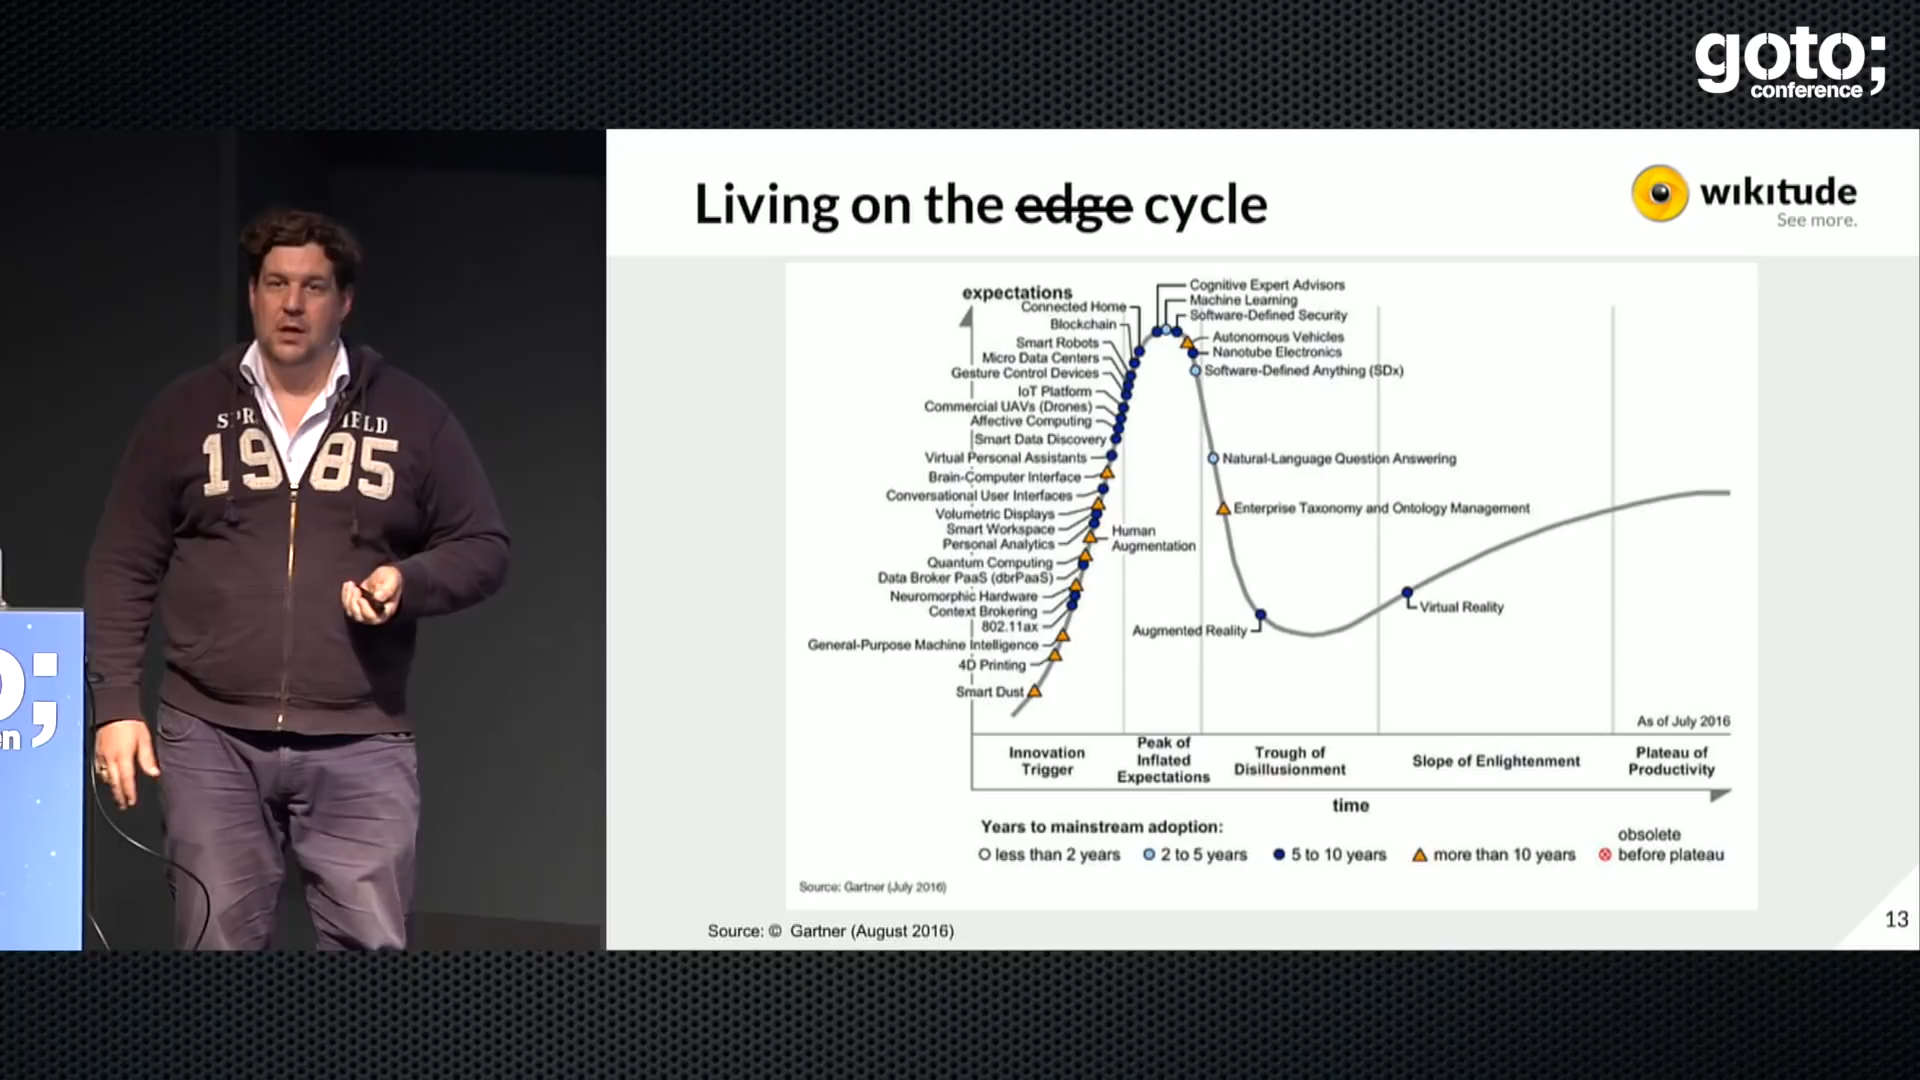 goto;
conference
SPR IELD
1985
en
Living on the edge cycle
wikitude
See more.
expectations
Connected Home
Blockchain
Smart Robots
Micro Data Centers
Gesture Control Devices
IoT Platform
Commercial UAVs (Drones)
Affective Computing
Smart Data Discovery
Virtual Personal Assistants
Brain-Computer Interface
Conversational User Interfaces
Volumetric Displays
Smart Workspace
Personal Analytics
Quantum Computing
Data Broker PaaS (dbrPaaS)
Neuromorphic Hardware
Context Brokering
802.11ax
General-Purpose Machine Intelligence
4D Printing
Smart Dust
Human
Augmentation
Cognitive Expert Advisors
Machine Learning
Software-Defined Security
Autonomous Vehicles
Nanotube Electronics
Software-Defined Anything (SDx)
Natural-Language Question Answering
Enterprise Taxonomy and Ontology Management
Augmented Reality
Virtual Reality
As of July 2016
Innovation
Trigger
Peak of
Inflated
Expectations
Trough of
Disillusionment
Slope of Enlightenment
Plateau of
Productivity
time
Years to mainstream adoption:
less than 2 years
2 to 5 years
5 to 10 years
more than 10 years
obsolete
before plateau
Source: Gartner (July 2016)
Source: © Gartner (August 2016)
13